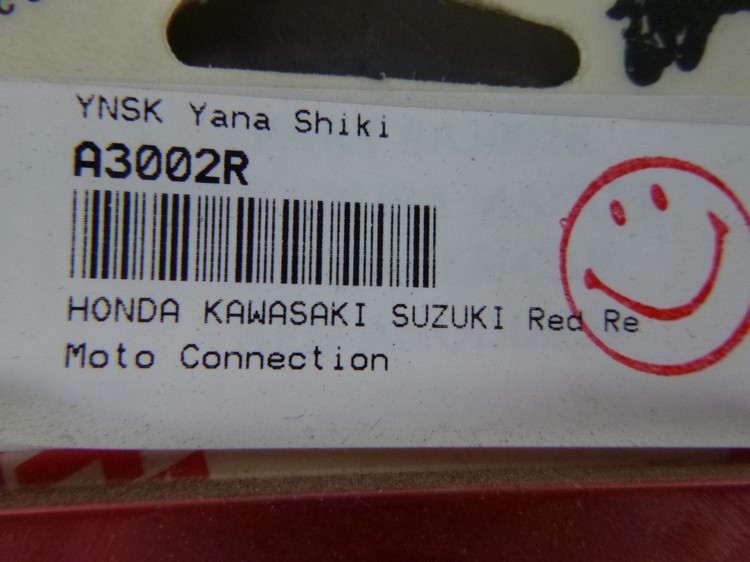 YNSK Yana Shiki
A3002R
HONDA KAWASAKI SUZUKI Red Re
Moto Connection